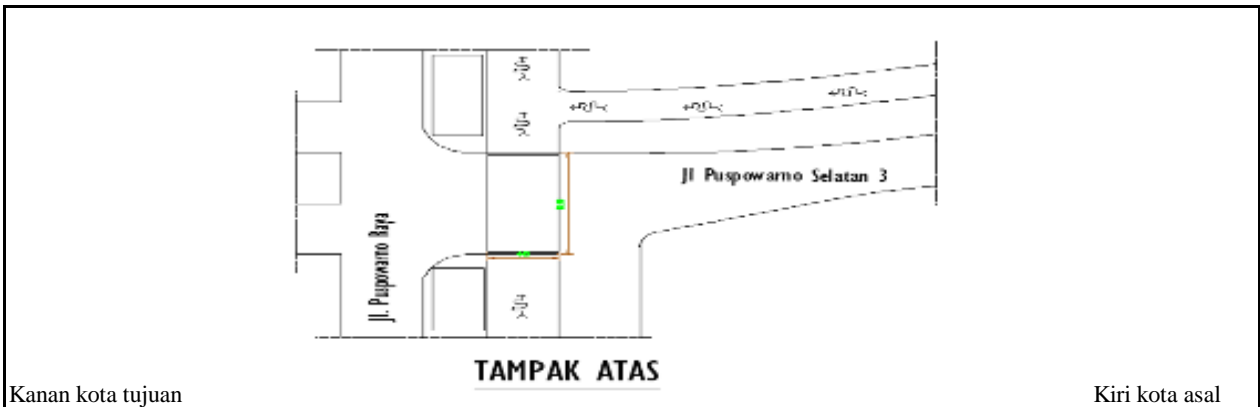 Jl Puspowarno Selatan 3
Jl. Puspowarno Raya
TAMPAK ATAS
Kanan kota tujuan
Kiri kota asal